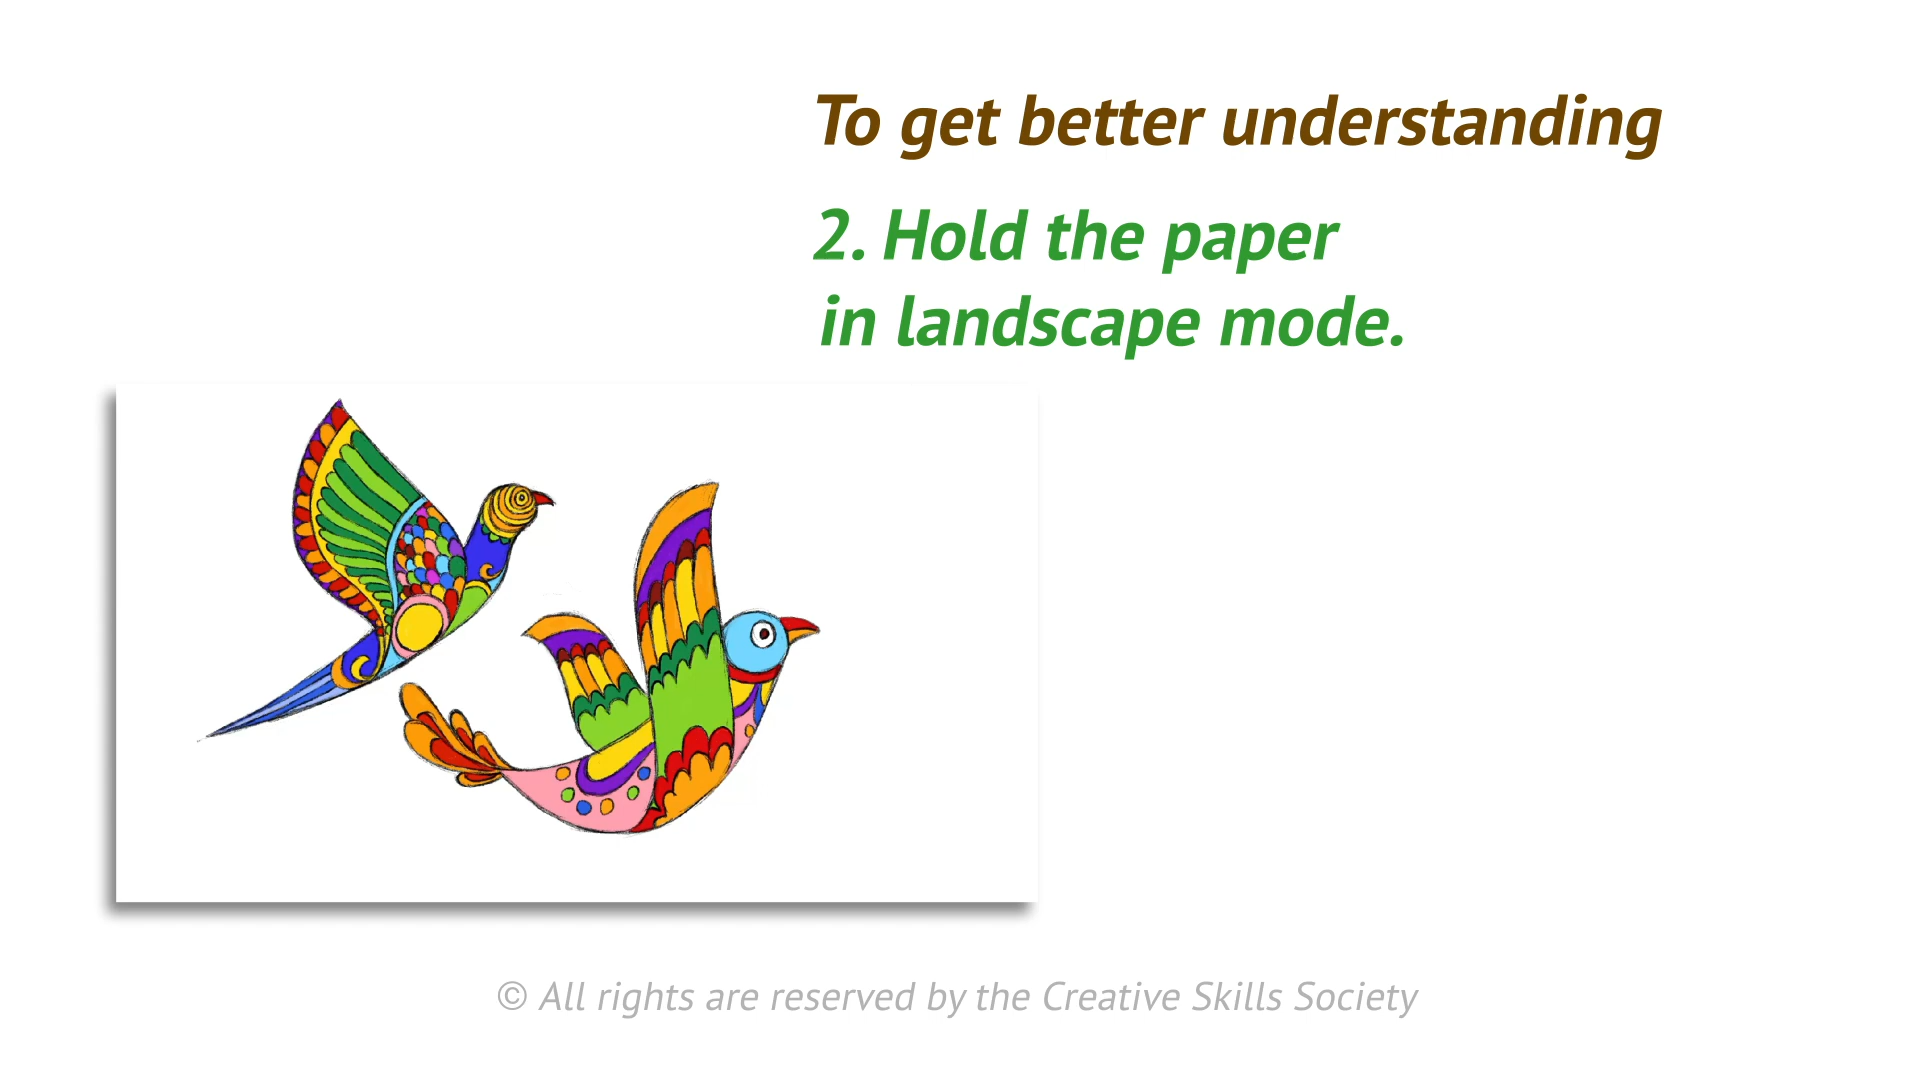 To get better understanding
2. Hold the paper
in landscape mode.
© All rights are reserved by the Creative Skills Society